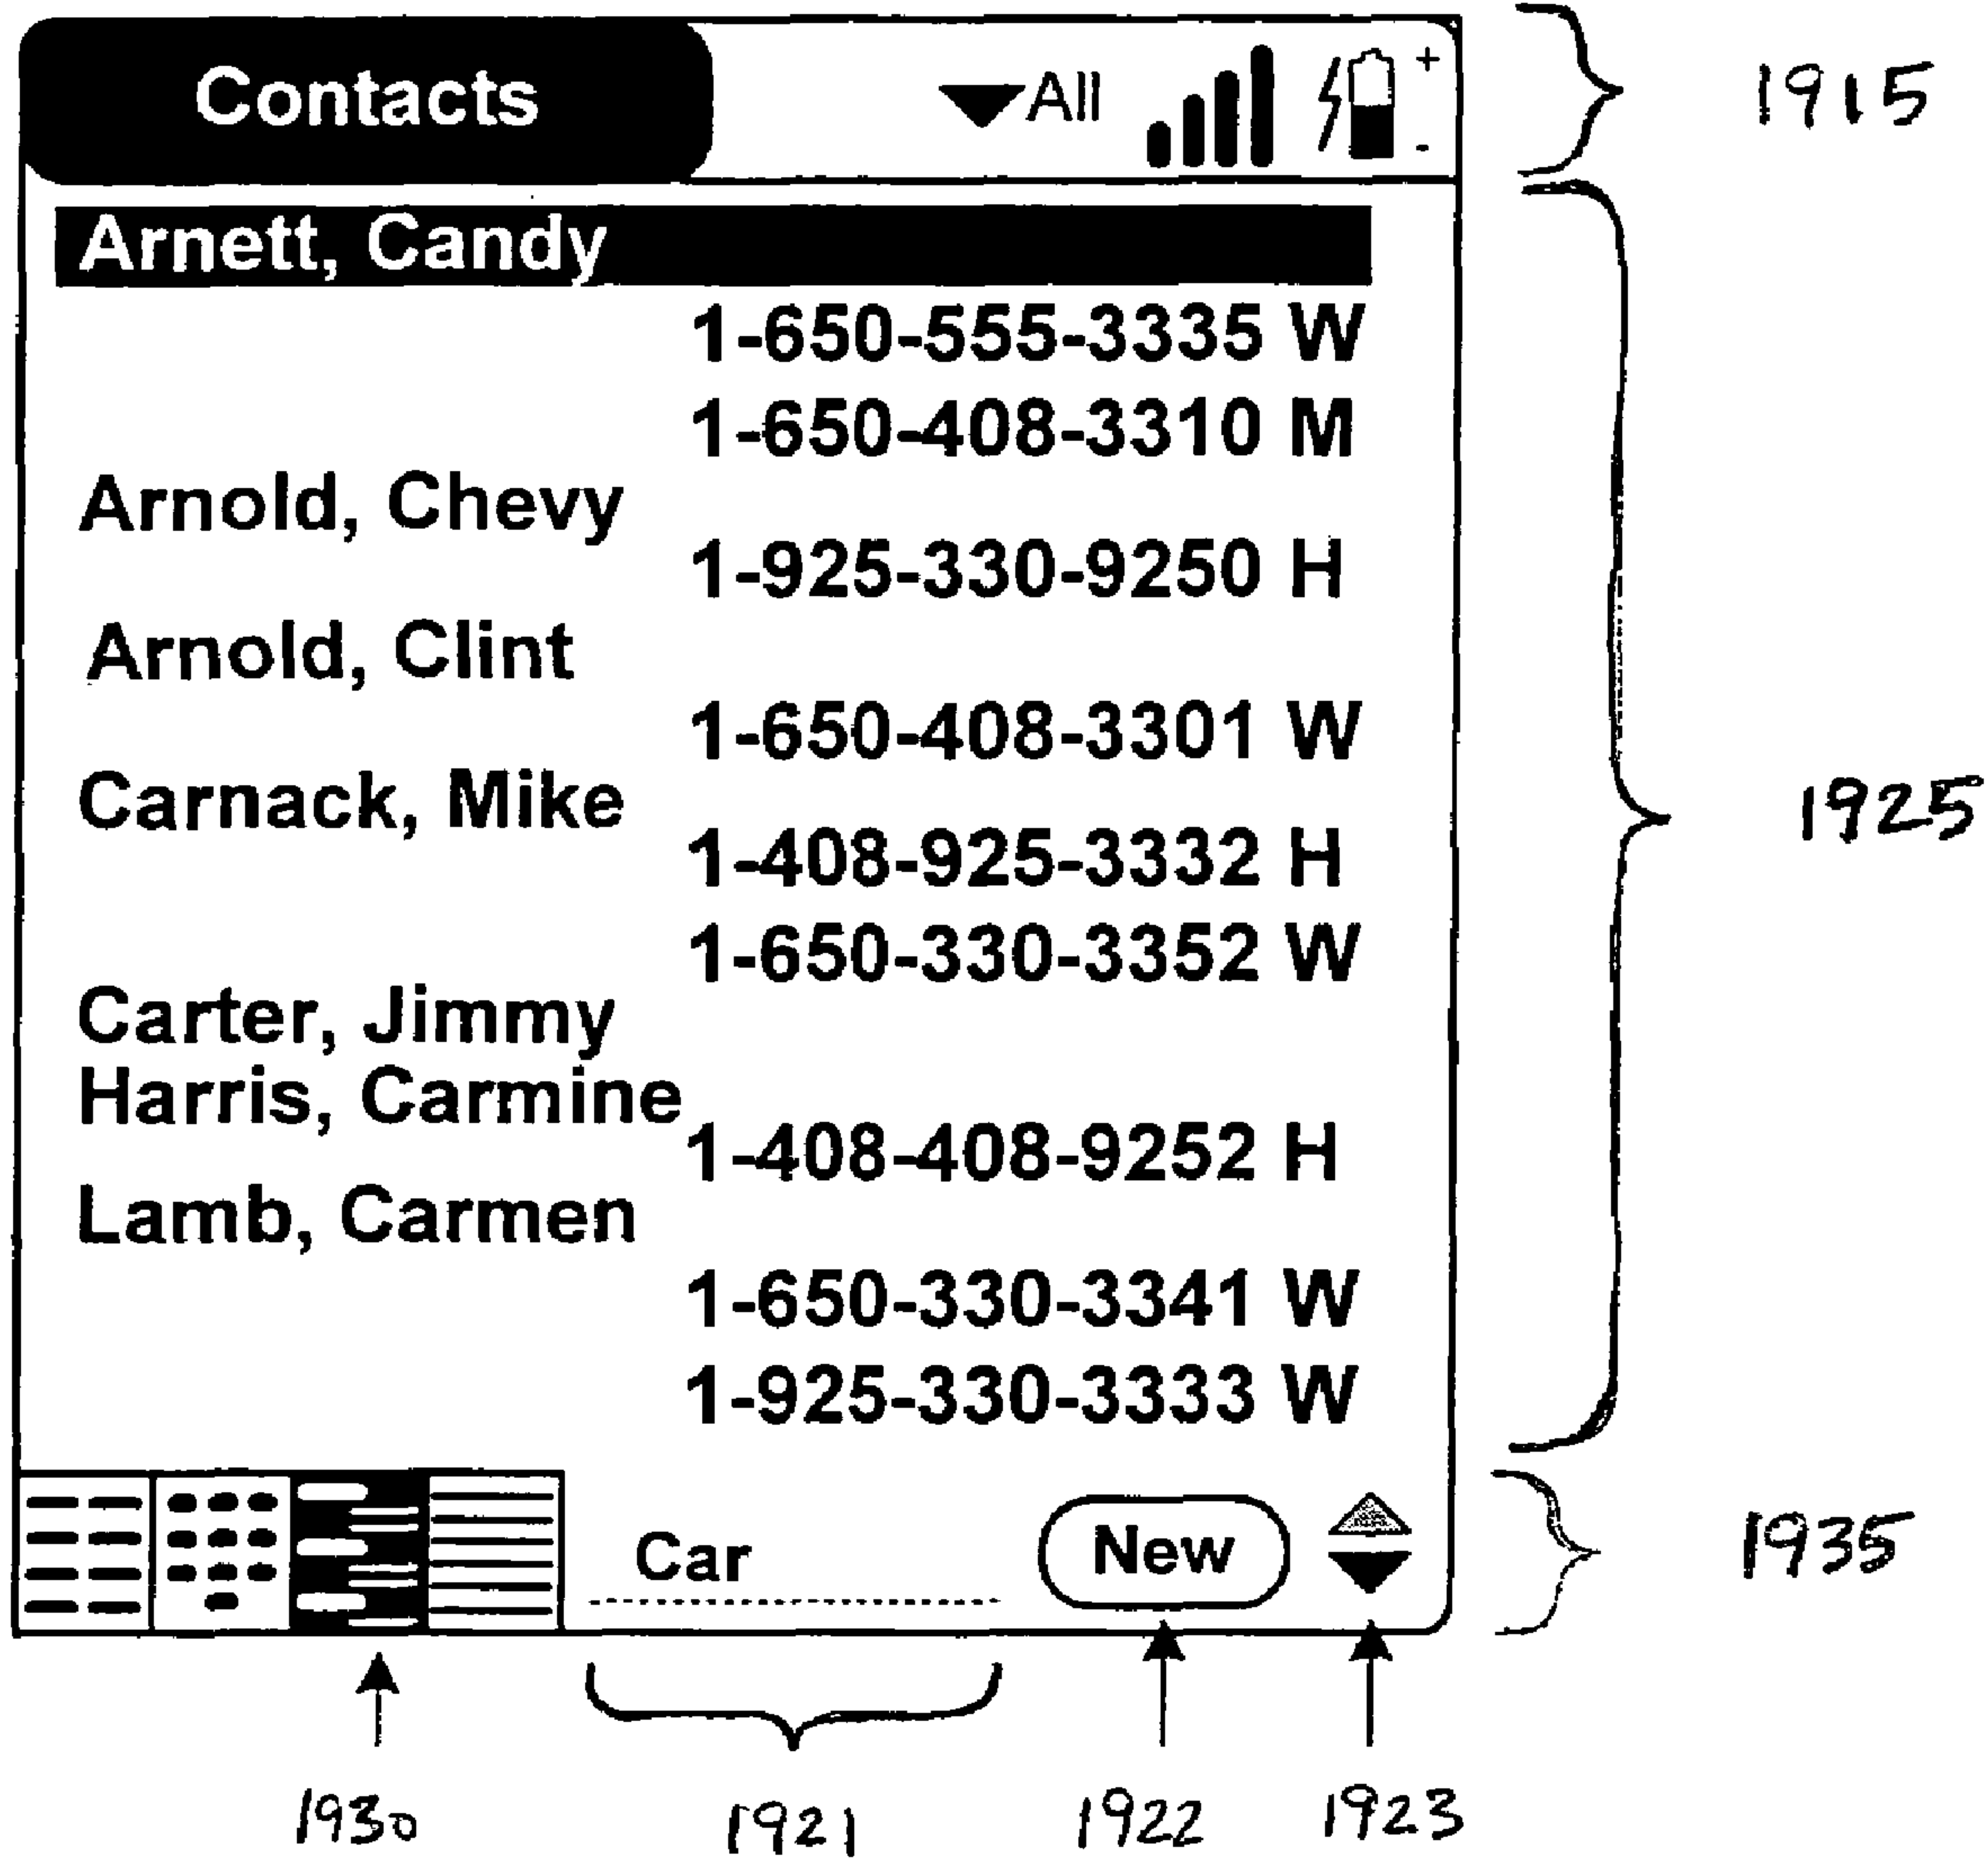 Contacts All + - 1915
Arnett, Candy
1-650-555-3335 W
1-650-408-3310 M
Arnold, Chevy
1-925-330-9250 H
Arnold, Clint
1-650-408-3301 W
Carnack, Mike 1925
1-408-925-3332 H
1-650-330-3352 W
Carter, Jimmy
Harris, Carmine
1-408-408-9252 H
Lamb, Carmen
1-650-330-3341 W
1-925-330-3333 W
Car New 1935
1930 1921 1922 1923